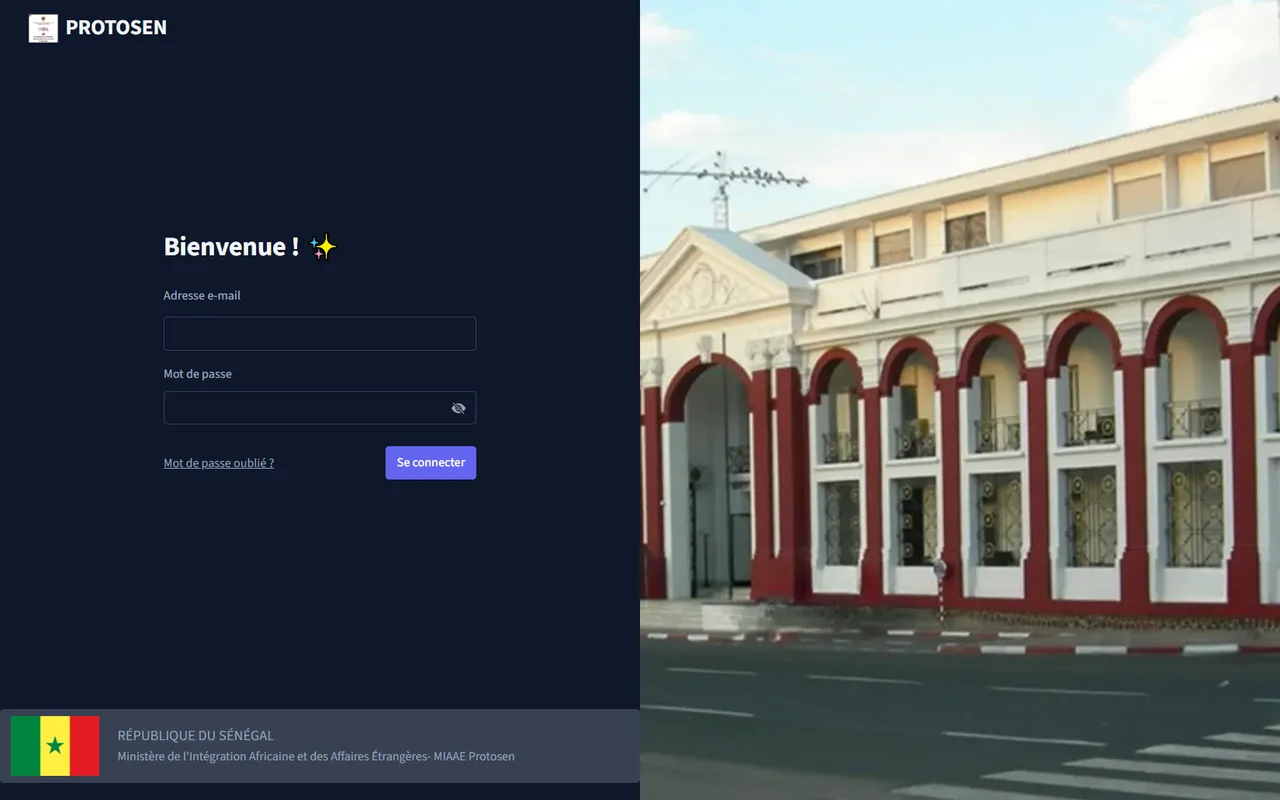 PROTOSEN
Bienvenue ! ✨
Adresse e-mail
Mot de passe
Mot de passe oublié ?
Se connecter
RÉPUBLIQUE DU SÉNÉGAL
Ministère de l'Intégration Africaine et des Affaires Étrangères- MIAAE Protosen